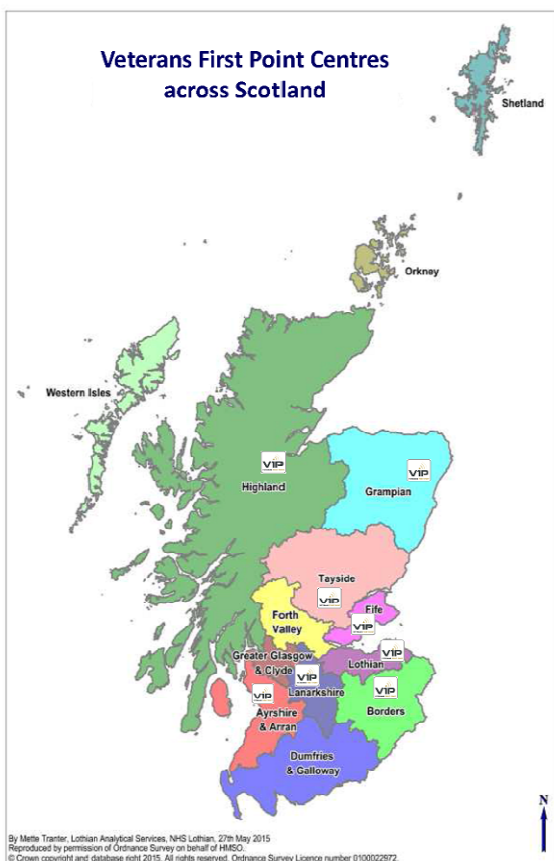 Veterans First Point Centres
across Scotland
Shetland
Orkney
Western Isles
V1P
Highland
V1P
Grampian
Tayside
V1P
Fife
V1P
Forth
Valley
Greater Glasgow
& Clyde
V1P
Lothian
V1P
Lanarkshire
V1P
Borders
V1P
Ayrshire
& Arran
Dumfries
& Galloway
N
By Mette Tranter, Lothian Analytical Services, NHS Lothian, 27th May 2015
Reproduced by permission of Ordnance Survey on behalf of HMSO.
© Crown copyright and database right 2015. All rights reserved. Ordnance Survey Licence number 0100022972.